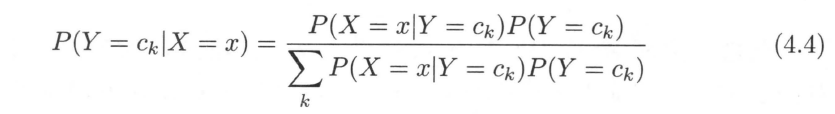 P(Y = c_k|X = x) = \frac{P(X = x|Y = c_k)P(Y = c_k)}{\sum_k P(X = x|Y = c_k)P(Y = c_k)} (4.4)